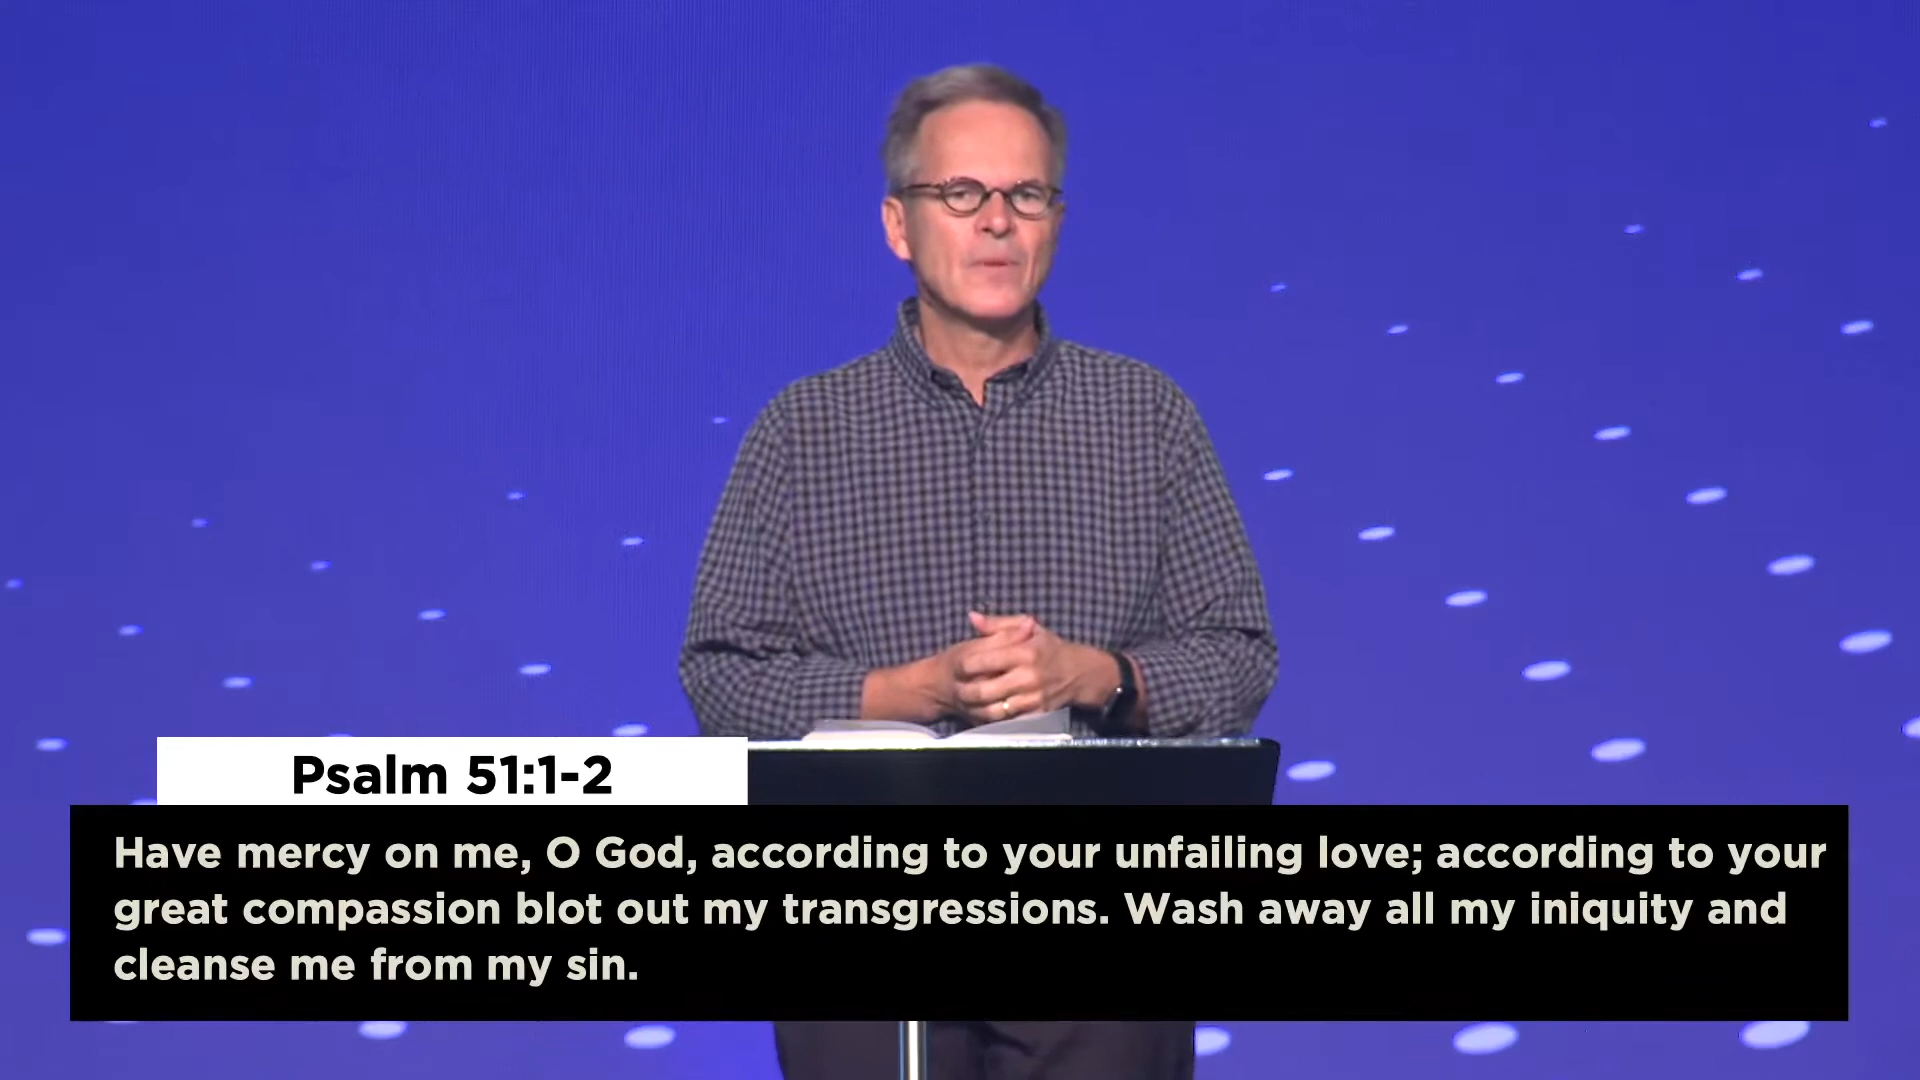 Psalm 51:1-2
Have mercy on me, O God, according to your unfailing love; according to your
great compassion blot out my transgressions. Wash away all my iniquity and
cleanse me from my sin.